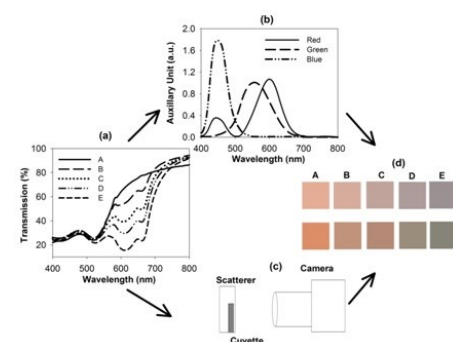 (b)
Auxillary Unit (a.u.)
2.0
1.8
1.6
1.4
1.2
1.0
0.8
0.6
0.4
0.2
0.0
Red
Green
Blue
400 500 600 700 800
Wavelength (nm)
(a)
Transmission (%)
100
80
60
40
20
A
B
C
D
E
400 500 600 700 800
Wavelength (nm)
(c)
Scatterer
Camera
Cuvette
(d)
A B C D E